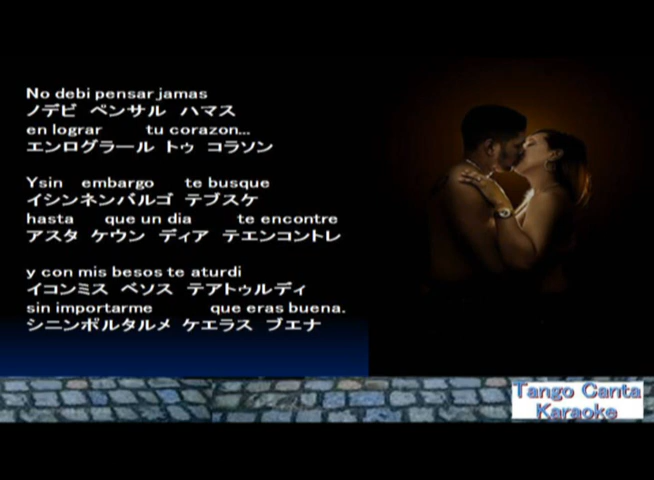 No debi pensar jamas
ノデビ ペンサル ハマス
en lograr tu corazon...
エンログラール トゥ コラソン
Ysin embargo te busque
イシンネンバルゴ テブスケ
hasta que un dia te encontre
アスタ ケウン ディア テエンコントレ
y con mis besos te aturdi
イコンミス ベソス テアトゥルディ
sin importarme que eras buena.
シニンポルタルメ ケエラス ブエナ
Tango Canta
Karaoke